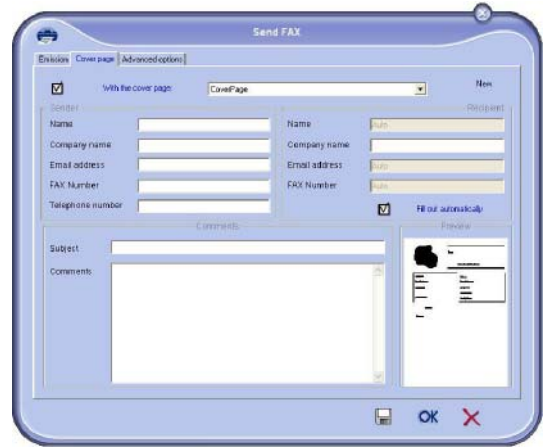 Send FAX
Emission Cover page Advanced options
With the cover page: CoverPage New
Sender Recipient
Name Name Auto
Company name Company name
Email address Email address Auto
FAX Number FAX Number Auto
Telephone number Fill out automatically
Comments Preview
Subject
Comments
OK